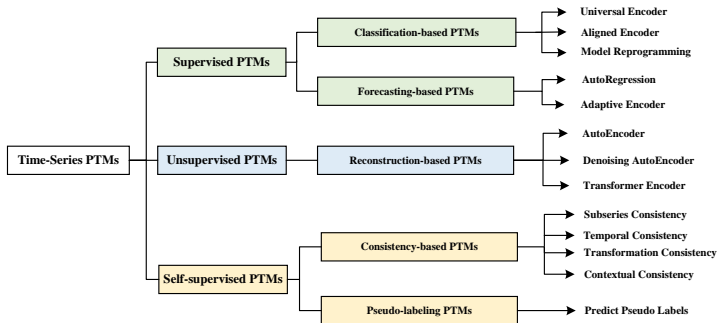 Time-Series PTMs
Supervised PTMs
Classification-based PTMs
Universal Encoder
Aligned Encoder
Model Reprogramming
Forecasting-based PTMs
AutoRegression
Adaptive Encoder
Unsupervised PTMs
Reconstruction-based PTMs
AutoEncoder
Denoising AutoEncoder
Transformer Encoder
Self-supervised PTMs
Consistency-based PTMs
Subseries Consistency
Temporal Consistency
Transformation Consistency
Contextual Consistency
Pseudo-labeling PTMs
Predict Pseudo Labels